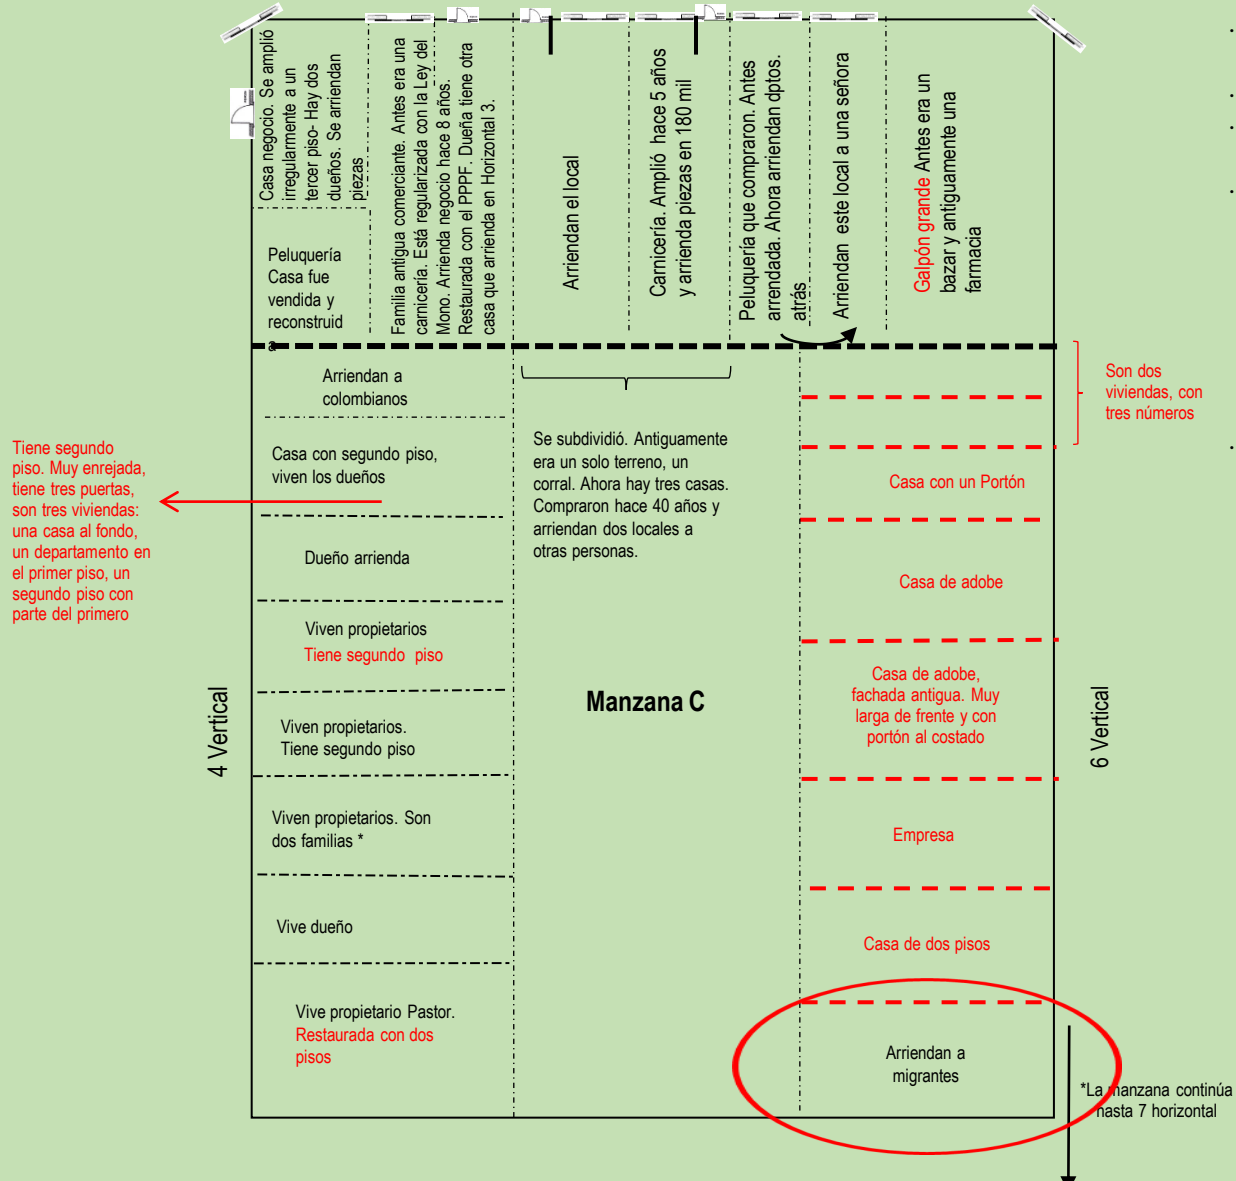 Casa negocio. Se amplió
irregularmente a un
tercer piso- Hay dos
dueños. Se arriendan
piezas
Familia antigua comerciante. Antes era una
carnicería. Está regularizada con la Ley del
Mono. Arrienda negocio hace 8 años.
Restaurada con el PPPF. Dueña tiene otra
casa que arrienda en Horizontal 3.
Arriendan el local
Carnicería. Amplió hace 5 años
y arrienda piezas en 180 mil
Peluquería que compraron. Antes
arrendada. Ahora arriendan dptos.
atrás
Arriendan este local a una señora
Galpón grande Antes era un
bazar y antiguamente una
farmacia
Peluquería
Casa fue
vendida y
reconstruid
a
Arriendan a
colombianos
Casa con segundo piso,
viven los dueños
Dueño arrienda
Viven propietarios
Tiene segundo piso
Viven propietarios.
Tiene segundo piso
Viven propietarios. Son
dos familias *
Vive dueño
Vive propietario Pastor.
Restaurada con dos
pisos
Tiene segundo
piso. Muy enrejada,
tiene tres puertas,
son tres viviendas:
una casa al fondo,
un departamento en
el primer piso, un
segundo piso con
parte del primero
4 Vertical
Se subdividió. Antiguamente
era un solo terreno, un
corral. Ahora hay tres casas.
Compraron hace 40 años y
arriendan dos locales a
otras personas.
Manzana C
Son dos
viviendas, con
tres números
Casa con un Portón
Casa de adobe
Casa de adobe,
fachada antigua. Muy
larga de frente y con
portón al costado
Empresa
Casa de dos pisos
Arriendan a
migrantes
6 Vertical
*La manzana continúa
hasta 7 horizontal